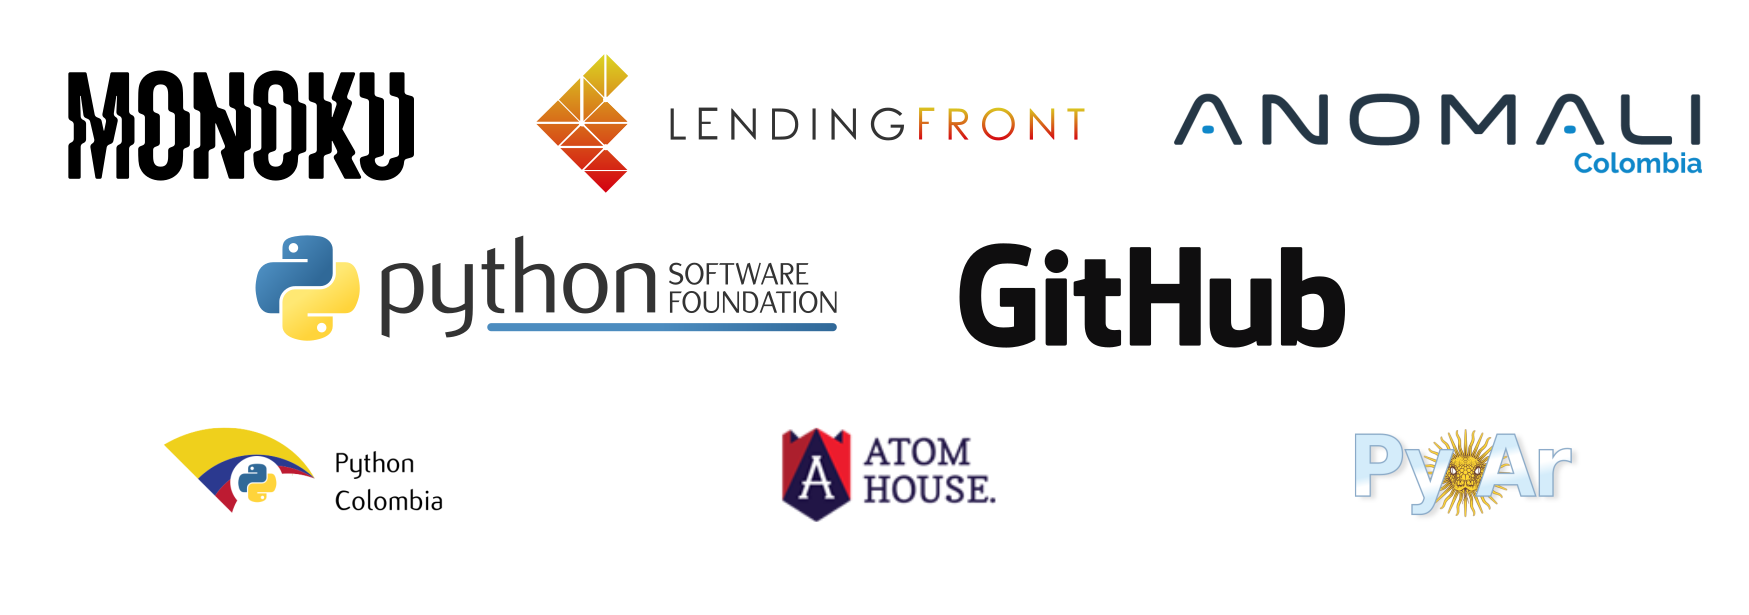 MONOKU
LENDINGFRONT
ANOMALI
Colombia
python SOFTWARE
FOUNDATION
GitHub
Python
Colombia
A ATOM
HOUSE.
PyAr